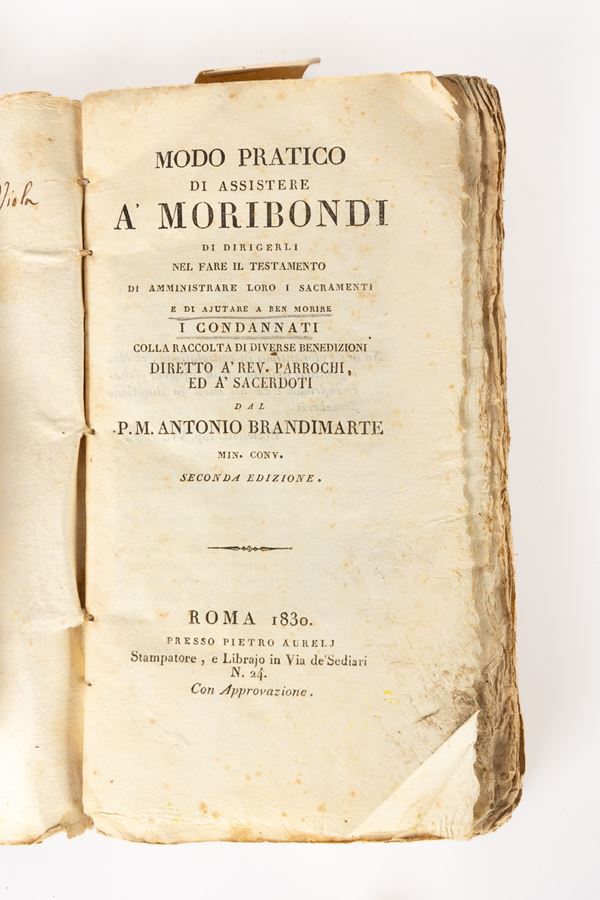 Viola
MODO PRATICO
DI ASSISTERE
A' MORIBONDI
DI DIRIGERLI
NEL FARE IL TESTAMENTO
DI AMMINISTRARE LORO I SACRAMENTI
E DI AJUTARE A BEN MORIRE
I CONDANNATI
COLLA RACCOLTA DI DIVERSE BENEDIZIONI
DIRETTO A' REV. PARROCHI,
ED A' SACERDOTI
DAL
P. M. ANTONIO BRANDIMARTE
MIN. CONV.
SECONDA EDIZIONE.
ROMA 1830.
PRESSO PIETRO AURELJ
Stampatore, e Librajo in Via de' Sediari
N. 24.
Con Approvazione.